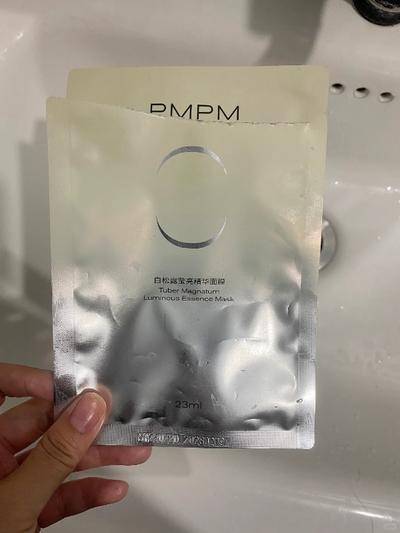 PMPM
白松露莹亮精华面膜
Tuber Magnatum
Luminous Essence Mask
23ml